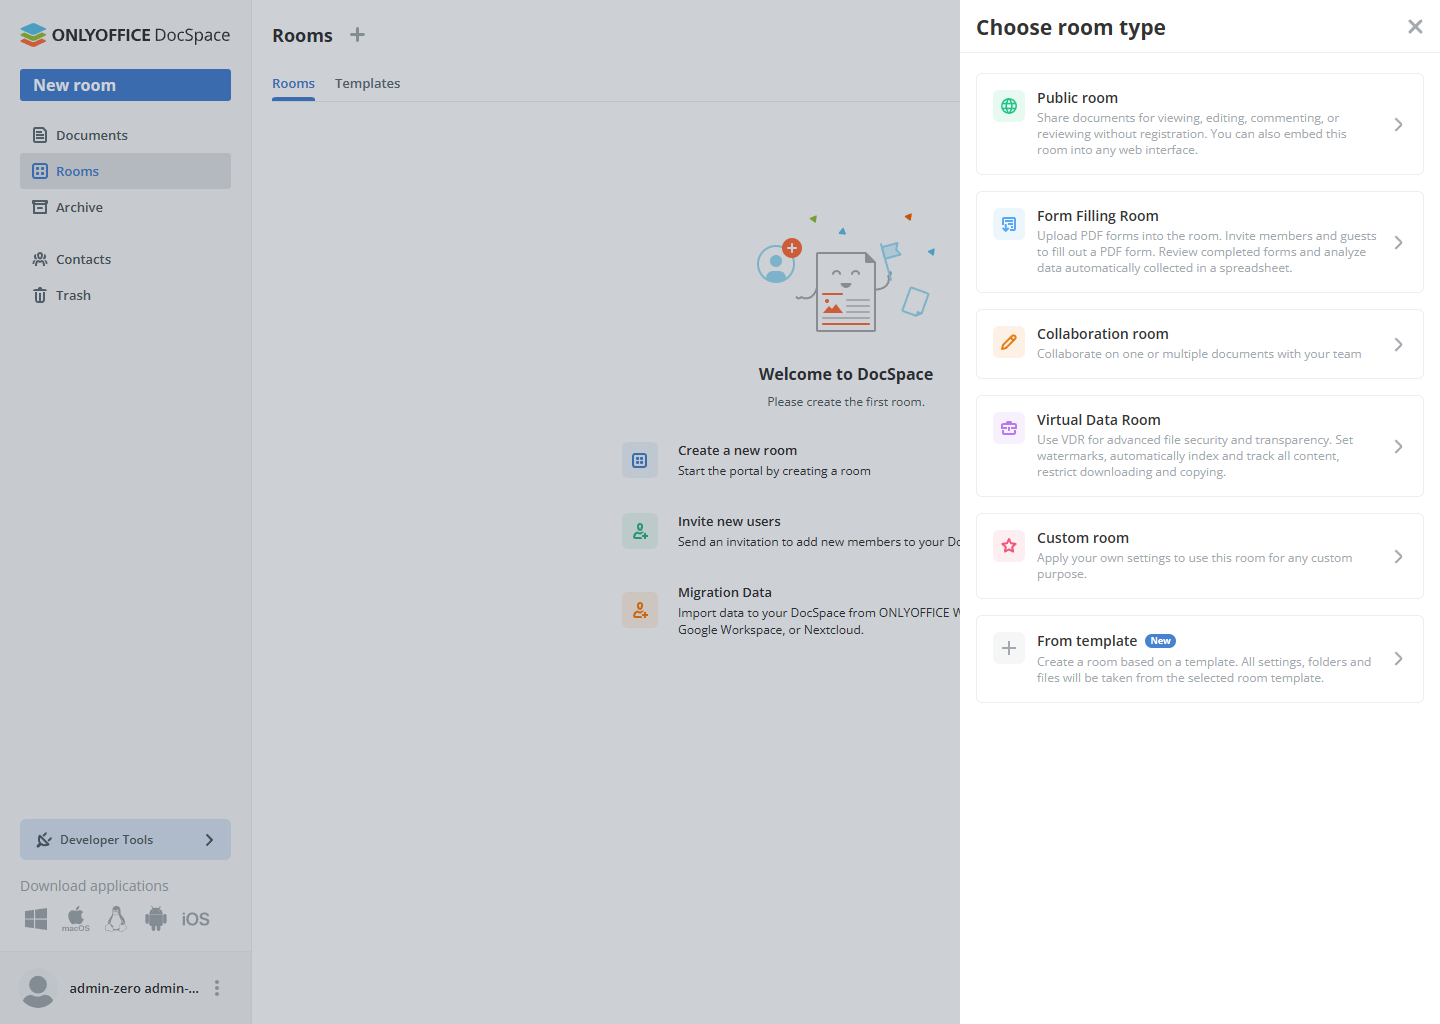 ONLYOFFICE DocSpace
New room
Documents
Rooms
Archive
Contacts
Trash
Developer Tools
Download applications
macOS
iOS
admin-zero admin-...
Rooms
Rooms
Templates
Welcome to DocSpace
Please create the first room.
Create a new room
Start the portal by creating a room
Invite new users
Send an invitation to add new members to your Do
Migration Data
Import data to your DocSpace from ONLYOFFICE W
Google Workspace, or Nextcloud.
Choose room type
Public room
Share documents for viewing, editing, commenting, or
reviewing without registration. You can also embed this
room into any web interface.
Form Filling Room
Upload PDF forms into the room. Invite members and guests
to fill out a PDF form. Review completed forms and analyze
data automatically collected in a spreadsheet.
Collaboration room
Collaborate on one or multiple documents with your team
Virtual Data Room
Use VDR for advanced file security and transparency. Set
watermarks, automatically index and track all content,
restrict downloading and copying.
Custom room
Apply your own settings to use this room for any custom
purpose.
From template New
Create a room based on a template. All settings, folders and
files will be taken from the selected room template.